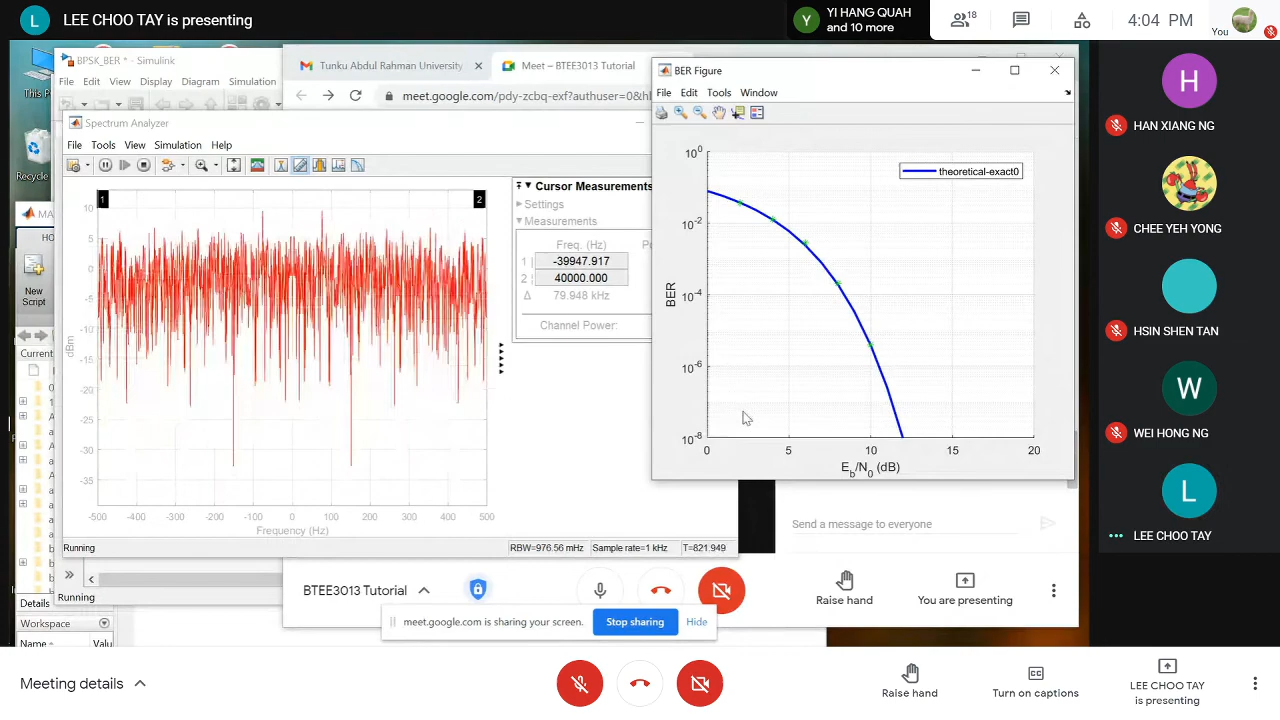 LEE CHOO TAY is presenting
YI HANG QUAH
and 10 more
18
4:04 PM
You
BPSK_BER * - Simulink
File Edit View Display Diagram Simulation
Tunku Abdul Rahman University
Meet – BTEE3013 Tutorial
meet.google.com/pdy-zcbq-exf?authuser=0&hl
This P
Recycle
MA
HO
New
Script
Current
Details
Workspace
Name
Valu
Spectrum Analyzer
File Tools View Simulation Help
1
2
10
5
0
-5
-10
-15
-20
-25
-30
-35
dBm
-500 -400 -300 -200 -100 0 100 200 300 400 500
Frequency (Hz)
Running
RBW=976.56 mHz
Sample rate=1 kHz
T=821.949
Running
Cursor Measurements
Settings
Measurements
Freq. (Hz)
1 -39947.917
2 40000.000
Δ 79.948 kHz
Channel Power:
BER Figure
File Edit Tools Window
theoretical-exact0
10^0
10^-2
10^-4
10^-6
10^-8
BER
0 5 10 15 20
E_b/N_0 (dB)
Send a message to everyone
BTEE3013 Tutorial
Raise hand
You are presenting
meet.google.com is sharing your screen.
Stop sharing
Hide
H
HAN XIANG NG
CHEE YEH YONG
HSIN SHEN TAN
W
WEI HONG NG
L
LEE CHOO TAY
Meeting details
Raise hand
Turn on captions
LEE CHOO TAY
is presenting